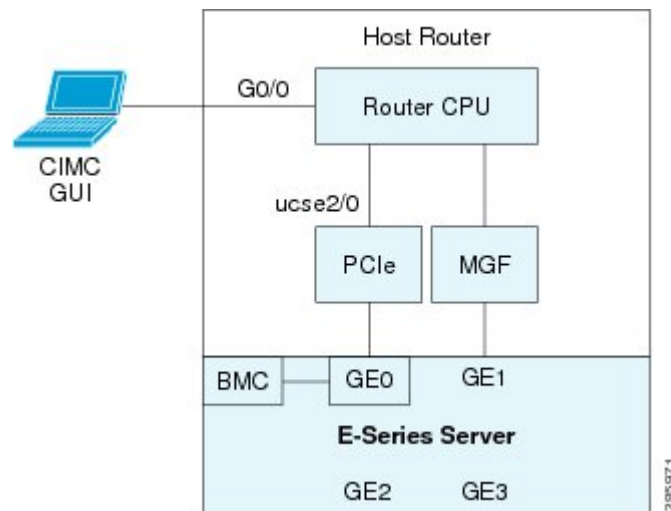 Host Router
G0/0
Router CPU
CIMC
GUI
ucse2/0
PCIe
MGF
BMC
GE0
GE1
E-Series Server
GE2
GE3
295971